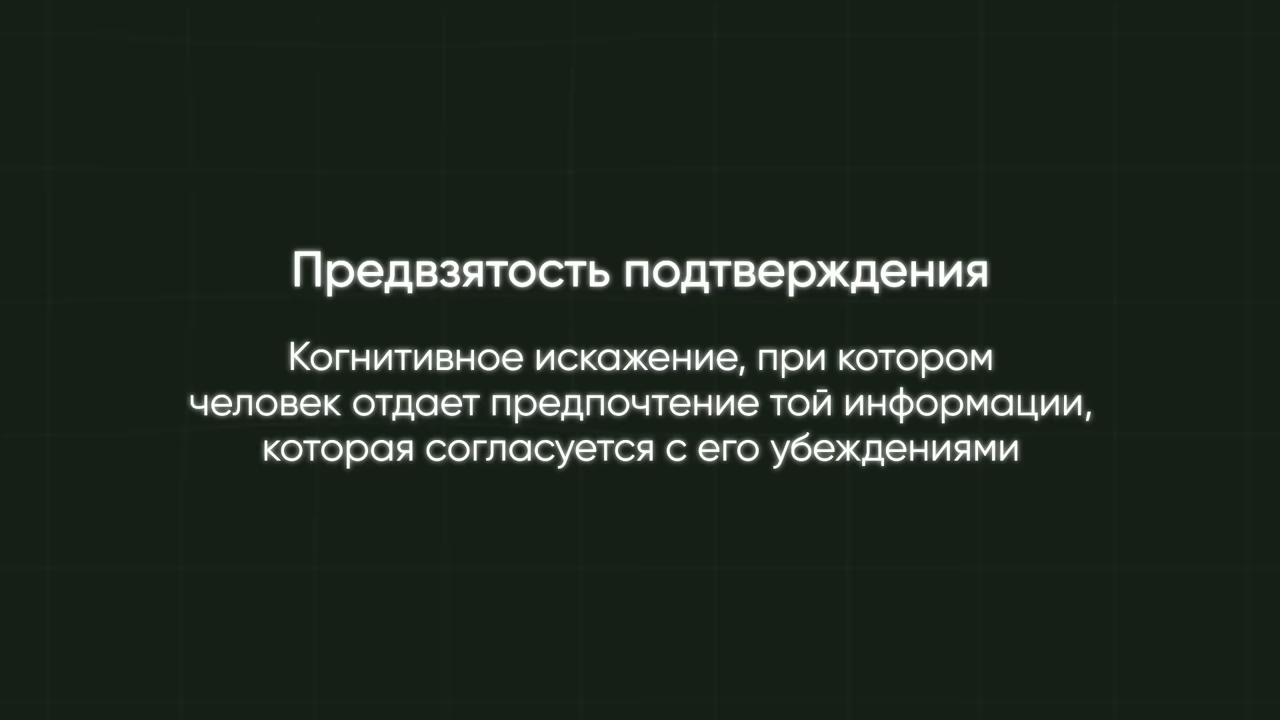 Предвзятость подтверждения
Когнитивное искажение, при котором
человек отдает предпочтение той информации,
которая согласуется с его убеждениями